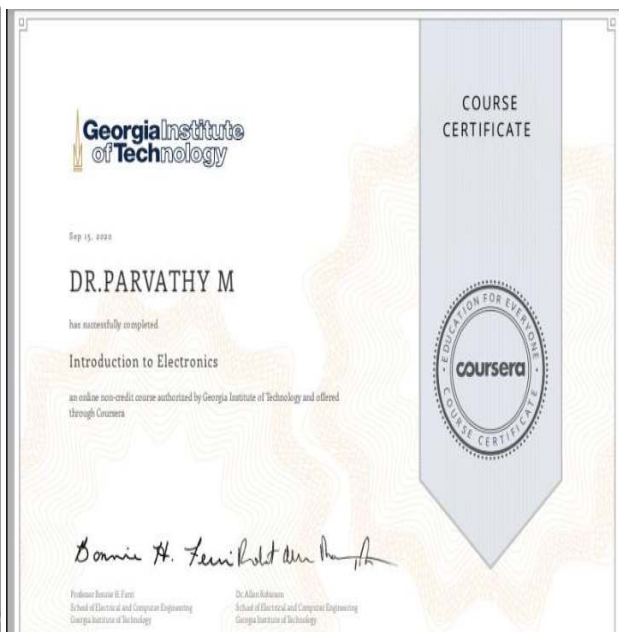 Georgia Institute
of Technology
COURSE
CERTIFICATE
Sep 15, 2020
DR.PARVATHY M
has successfully completed
Introduction to Electronics
an online non-credit course authorized by Georgia Institute of Technology and offered
through Coursera
EDUCATION FOR EVERYONE
coursera
COURSE CERTIFICATE
Bonnie H. Ferri
Professor Bonnie H. Ferri
School of Electrical and Computer Engineering
Georgia Institute of Technology
Dr. Allen Robinson
School of Electrical and Computer Engineering
Georgia Institute of Technology